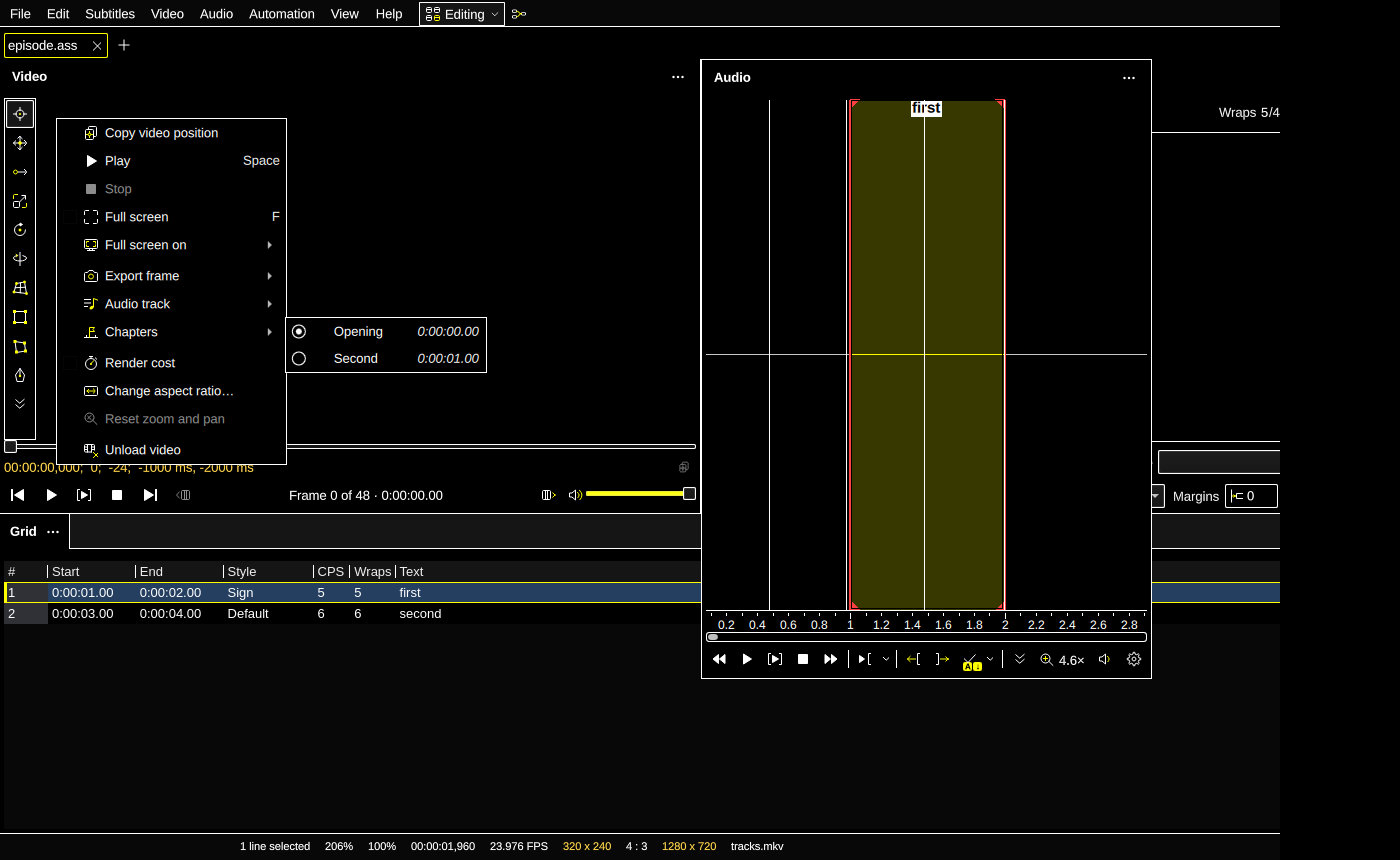 File Edit Subtitles Video Audio Automation View Help Editing
episode.ass
Video
Audio
Wraps 5/4
first
Copy video position
Play Space
Stop
Full screen F
Full screen on
Export frame
Audio track
Chapters
Opening 0:00:00.00
Second 0:00:01.00
Render cost
Change aspect ratio…
Reset zoom and pan
Unload video
00:00:00,000; 0; -24; -1000 ms, -2000 ms
Frame 0 of 48 · 0:00:00.00
Margins 0
Grid
# Start End Style CPS Wraps Text
1 0:00:01.00 0:00:02.00 Sign 5 5 first
2 0:00:03.00 0:00:04.00 Default 6 6 second
0.2 0.4 0.6 0.8 1 1.2 1.4 1.6 1.8 2 2.2 2.4 2.6 2.8
A
4.6×
1 line selected 206% 100% 00:00:01,960 23.976 FPS 320 x 240 4 : 3 1280 x 720 tracks.mkv